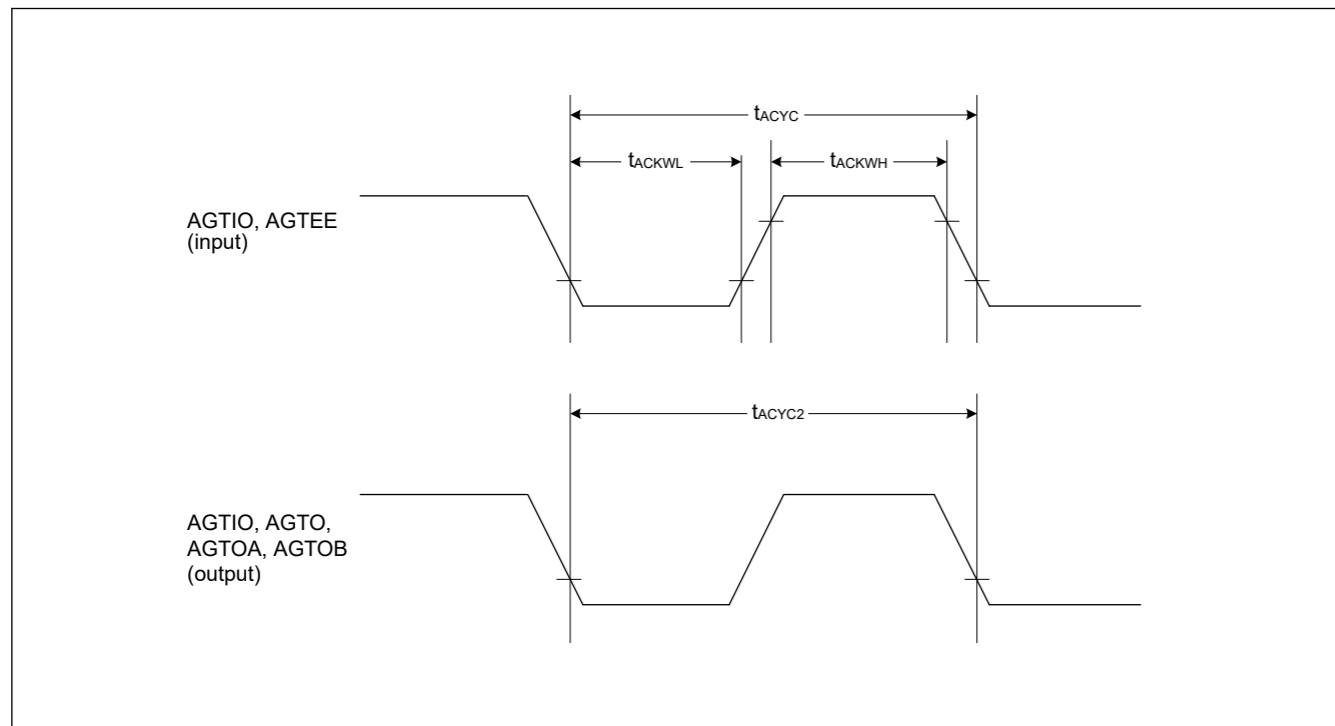 tACYC
tACKWL
tACKWH
AGTIO, AGTEE
(input)
tACYC2
AGTIO, AGTO,
AGTOA, AGTOB
(output)